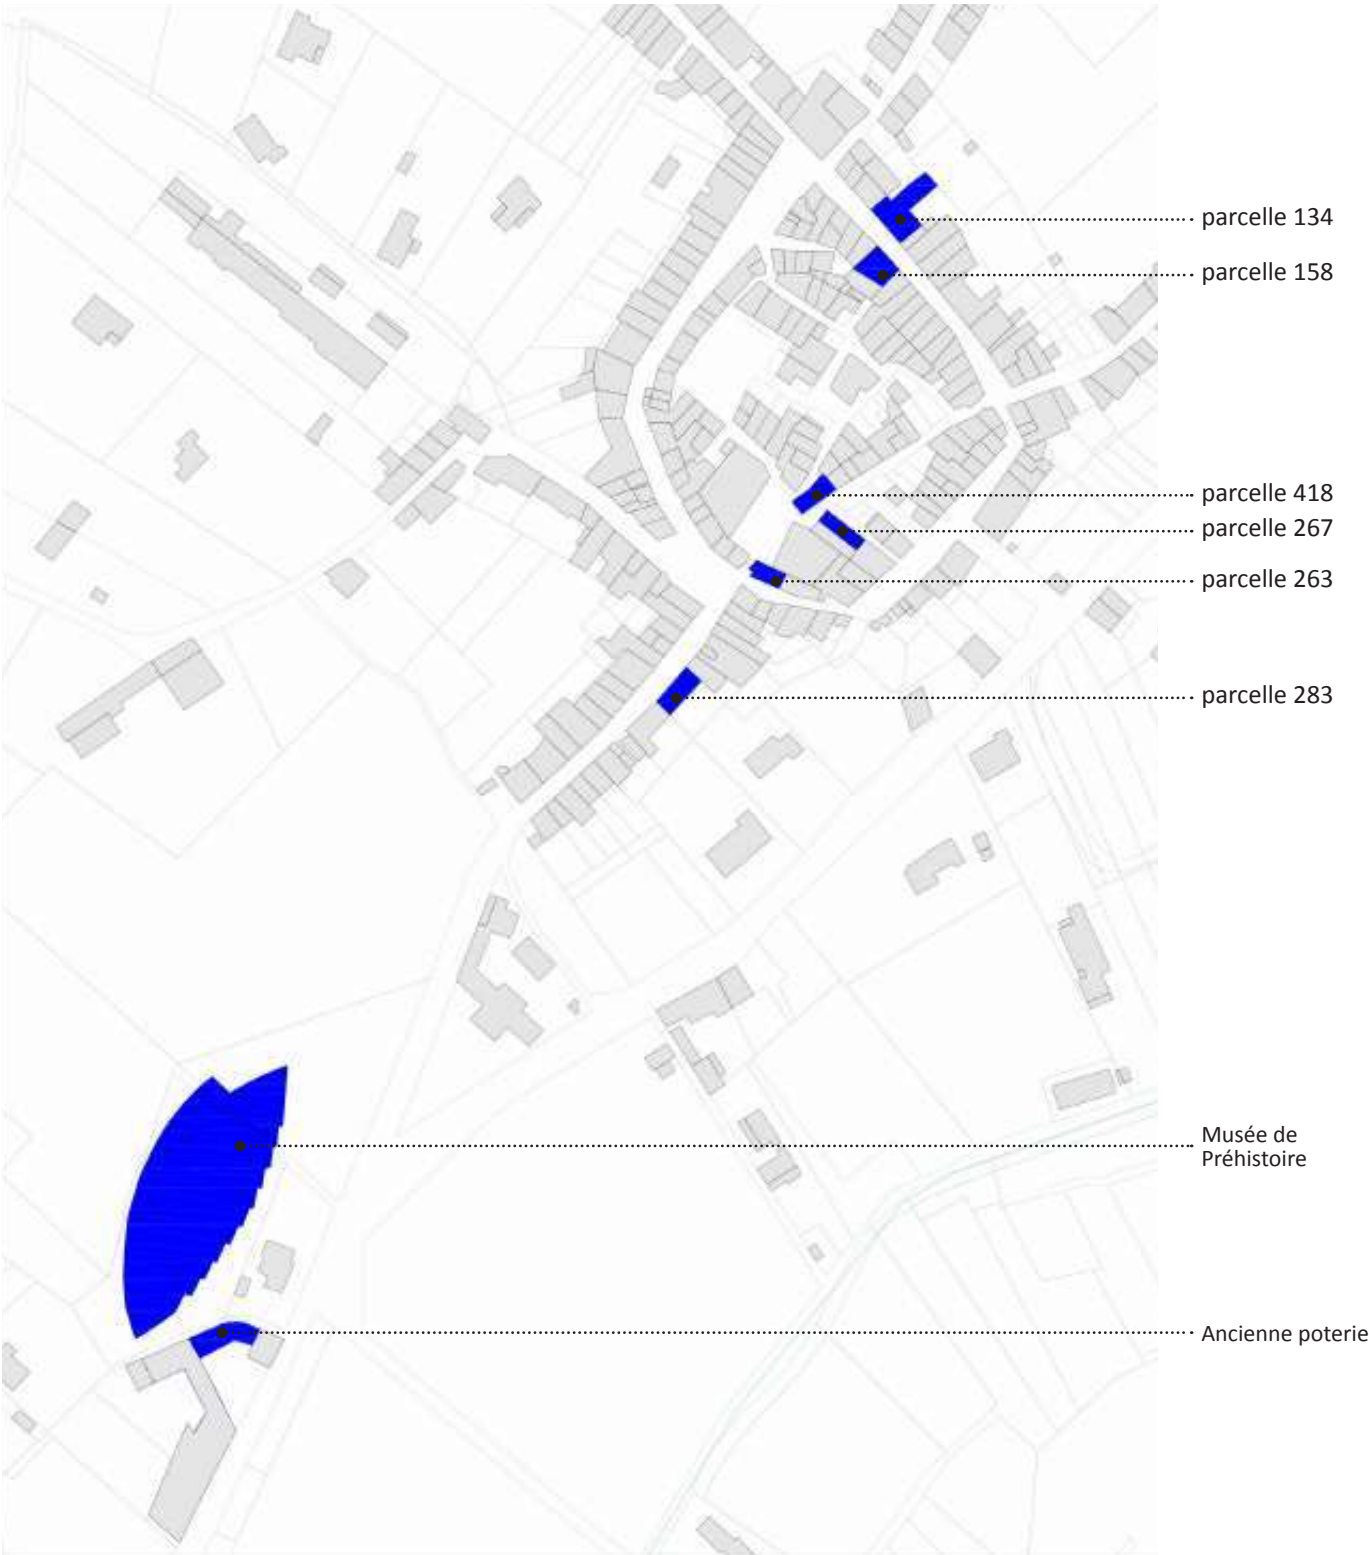 parcelle 134
parcelle 158
parcelle 418
parcelle 267
parcelle 263
parcelle 283
Musée de
Préhistoire
Ancienne poterie